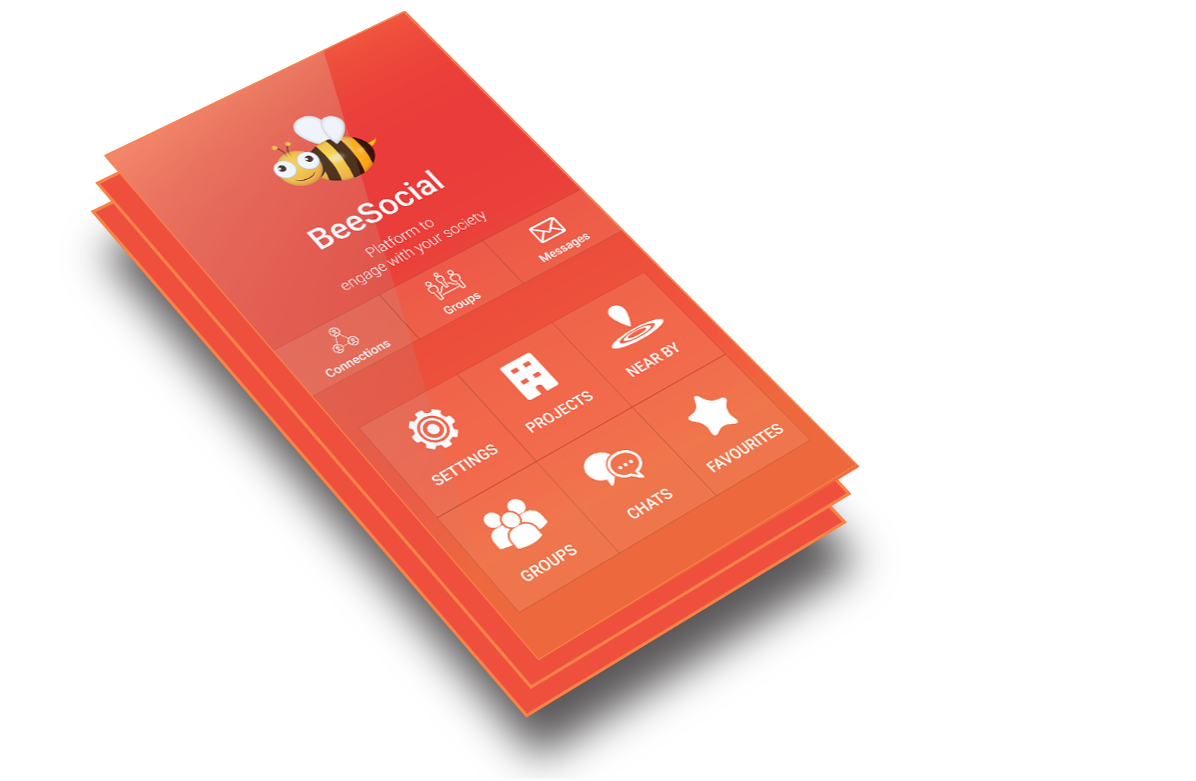 BeeSocial
Platform to
engage with your society
Connections
Groups
Messages
SETTINGS
PROJECTS
NEAR BY
GROUPS
CHATS
FAVOURITES